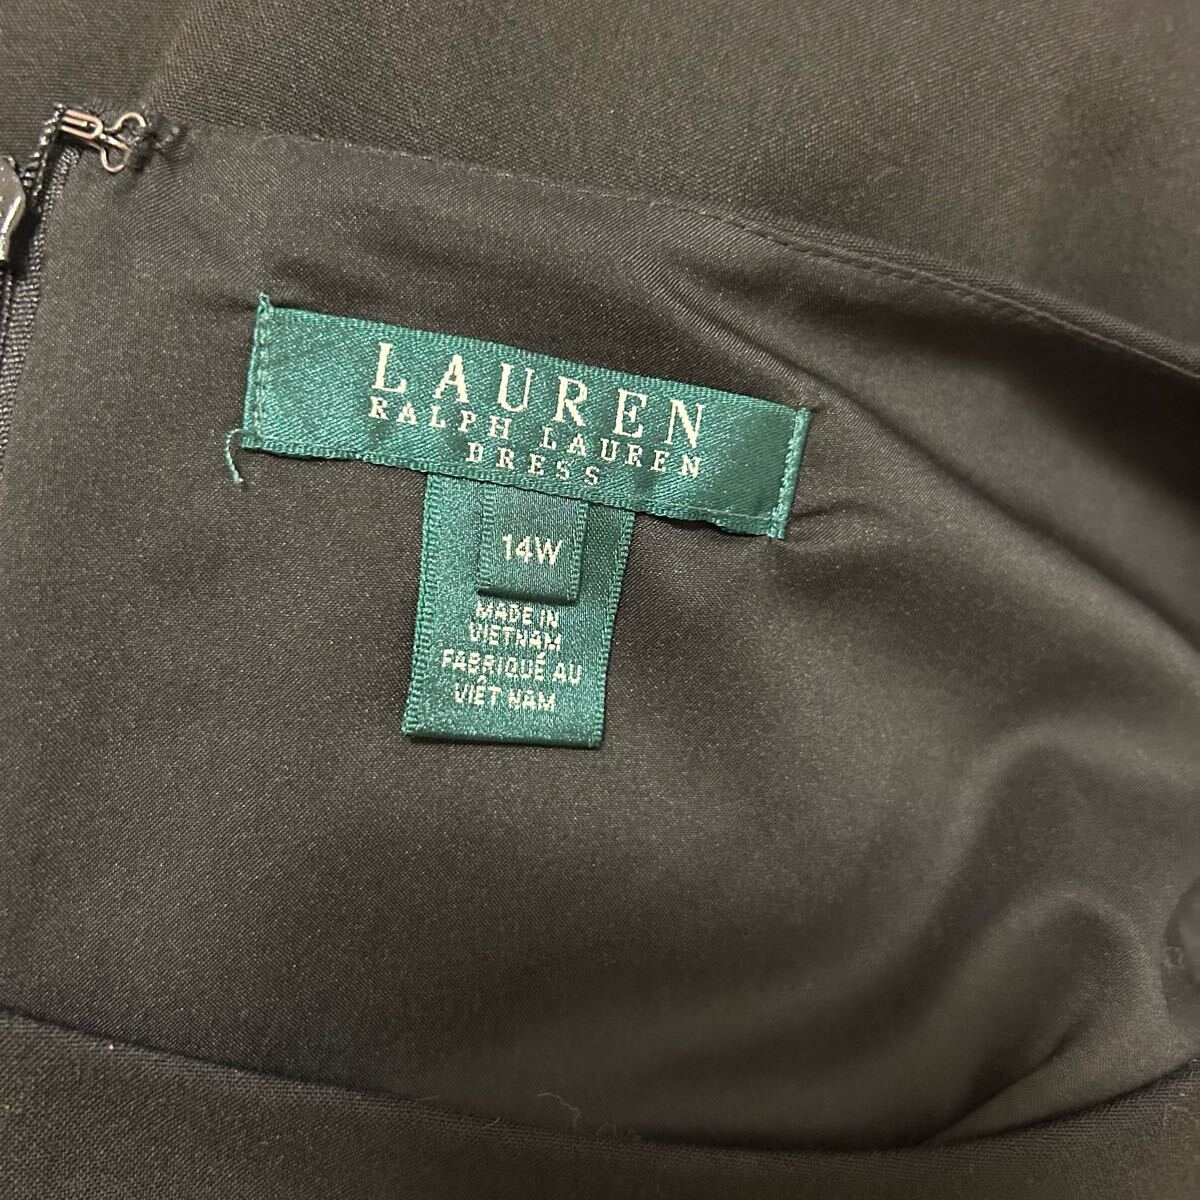 LAUREN
RALPH LAUREN
DRESS
14W
MADE IN
VIETNAM
FABRIQUÉ AU
VIÊT NAM